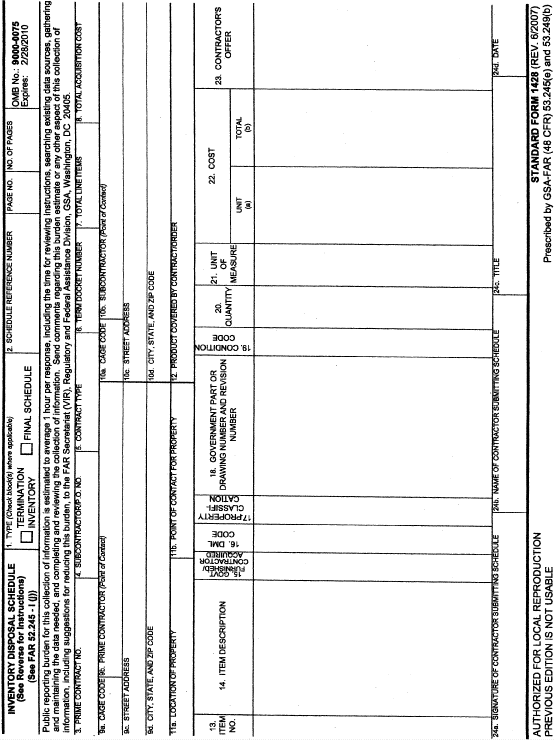 INVENTORY DISPOSAL SCHEDULE
(See Reverse for Instructions)
(See FAR 52.245 - I (j))
1. TYPE (Check block(s) where applicable)
TERMINATION
INVENTORY
FINAL SCHEDULE
2. SCHEDULE REFERENCE NUMBER
PAGE NO.
NO. OF PAGES
OMB No.: 9000-0075
Expires: 2/28/2010
Public reporting burden for this collection of information is estimated to average 1 hour per response, including the time for reviewing instructions, searching existing data sources, gathering
and maintaining the data needed, and completing and reviewing the collection of information. Send comments regarding this burden estimate or any other aspect of this collection of
information, including suggestions for reducing this burden, to the FAR Secretariat (VIR), Regulatory and Federal Assistance Division, GSA, Washington, DC 20405.
3. PRIME CONTRACT NO.
4. SUBCONTRACTOR/P.O. NO.
5. CONTRACT TYPE
6. TERM DOCKET NUMBER
7. TOTAL LINE ITEMS
8. TOTAL ACQUISITION COST
9a. CAGE CODE
9b. PRIME CONTRACTOR (Point of Contact)
10a. CAGE CODE
10b. SUBCONTRACTOR (Point of Contact)
9c. STREET ADDRESS
10c. STREET ADDRESS
9d. CITY, STATE, AND ZIP CODE
10d. CITY, STATE, AND ZIP CODE
11a. LOCATION OF PROPERTY
11b. POINT OF CONTACT FOR PROPERTY
12. PRODUCT COVERED BY CONTRACT/ORDER
13.
ITEM
NO.
14. ITEM DESCRIPTION
15. GOVT
FURNISHED/
CONTRACTOR
ACQUIRED
16. DML
CODE
17.PROPERTY
CLASSIFI-
CATION
18. GOVERNMENT PART OR
DRAWING NUMBER AND REVISION
NUMBER
19. CONDITION
CODE
20.
QUANTITY
21. UNIT
OF
MEASURE
22. COST
UNIT
(a)
TOTAL
(b)
23. CONTRACTOR'S
OFFER
24a. SIGNATURE OF CONTRACTOR SUBMITTING SCHEDULE
24b. NAME OF CONTRACTOR SUBMITTING SCHEDULE
24c. TITLE
24d. DATE
AUTHORIZED FOR LOCAL REPRODUCTION
PREVIOUS EDITION IS NOT USABLE
STANDARD FORM 1428 (REV. 6/2007)
Prescribed by GSA-FAR (48 CFR) 53.245(e) and 53.249(b)